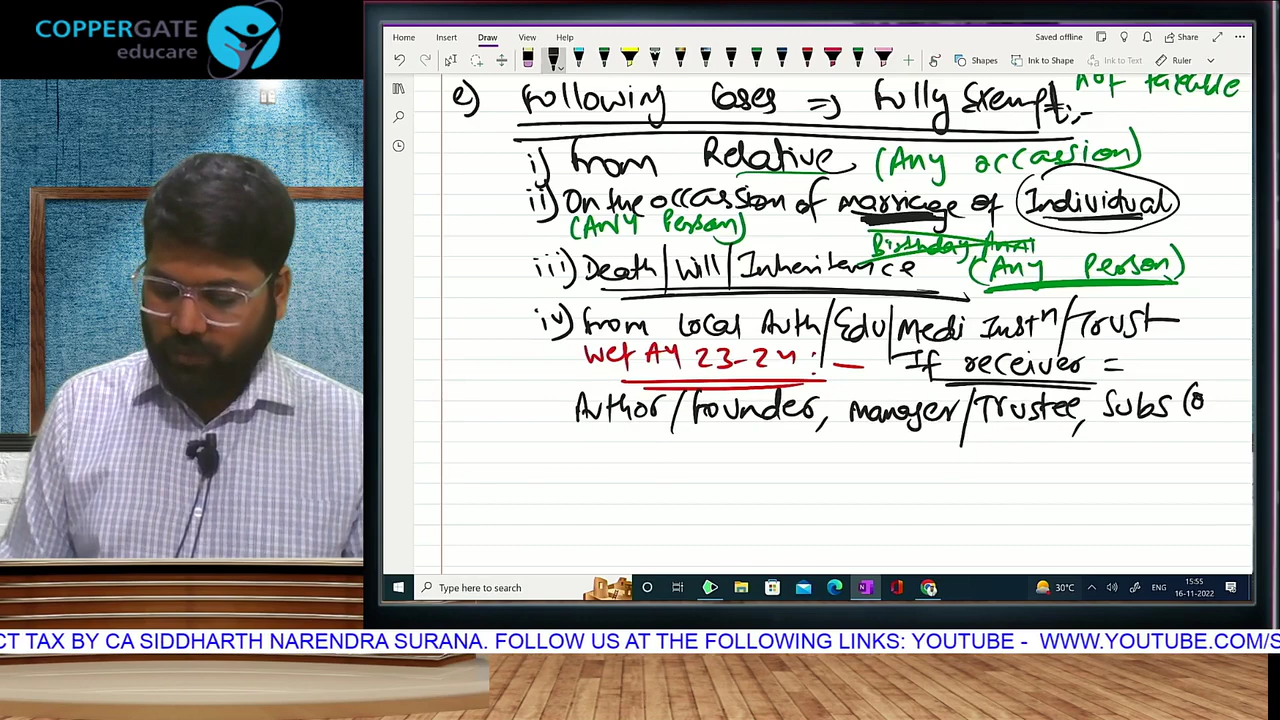 COPPERGATE
educare
Home Insert Draw View Help
Saved offline
Share
Shapes
Ink to Shape
Ink to Text
Ruler
not taxable
e) Following Cases => Fully Exempt:-
i) From Relative (Any occassion)
ii) On the occassion of marriage of Individual
(Any Person)
Birthday
iii) Death/Will/Inheritence (Any Person)
iv) From Local Auth/Edu/Medi Instn/Trust
Wef AY 23-24:- If receiver =
Author/Founder, manager/Trustee, Subs (o
Type here to search
30°C
ENG
15:55
16-11-2022
CT TAX BY CA SIDDHARTH NARENDRA SURANA. FOLLOW US AT THE FOLLOWING LINKS: YOUTUBE - WWW.YOUTUBE.COM/S